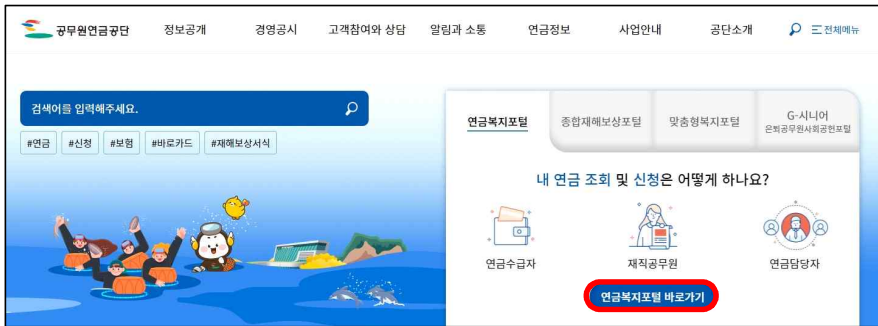 공무원연금공단 정보공개 경영공시 고객참여와 상담 알림과 소통 연금정보 사업안내 공단소개 전체메뉴
검색어를 입력해주세요.
#연금 #신청 #보험 #바로카드 #재해보상서식
연금복지포털 종합재해보상포털 맞춤형복지포털 G-시니어
은퇴공무원사회공헌포털
내 연금 조회 및 신청은 어떻게 하나요?
연금수급자 재직공무원 연금담당자
연금복지포털 바로가기